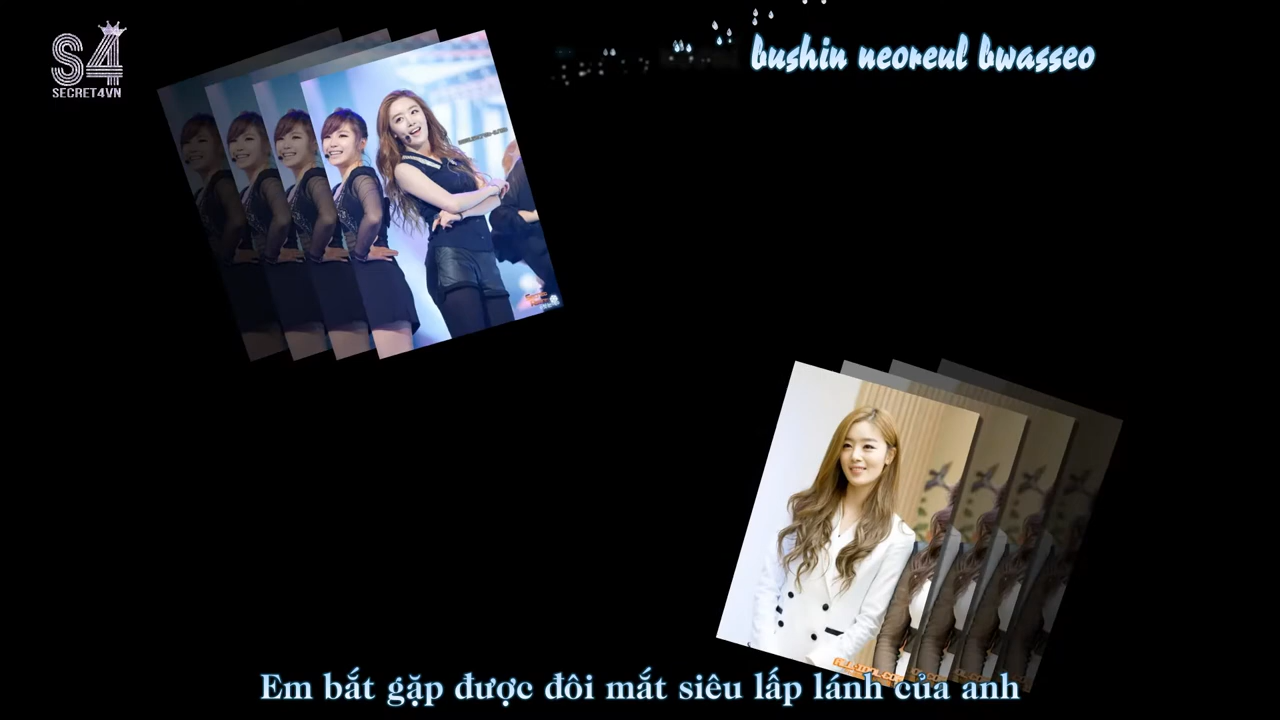 S4
SECRET4VN
bushin neoreul bwasseo
Em bắt gặp được đôi mắt siêu lấp lánh của anh